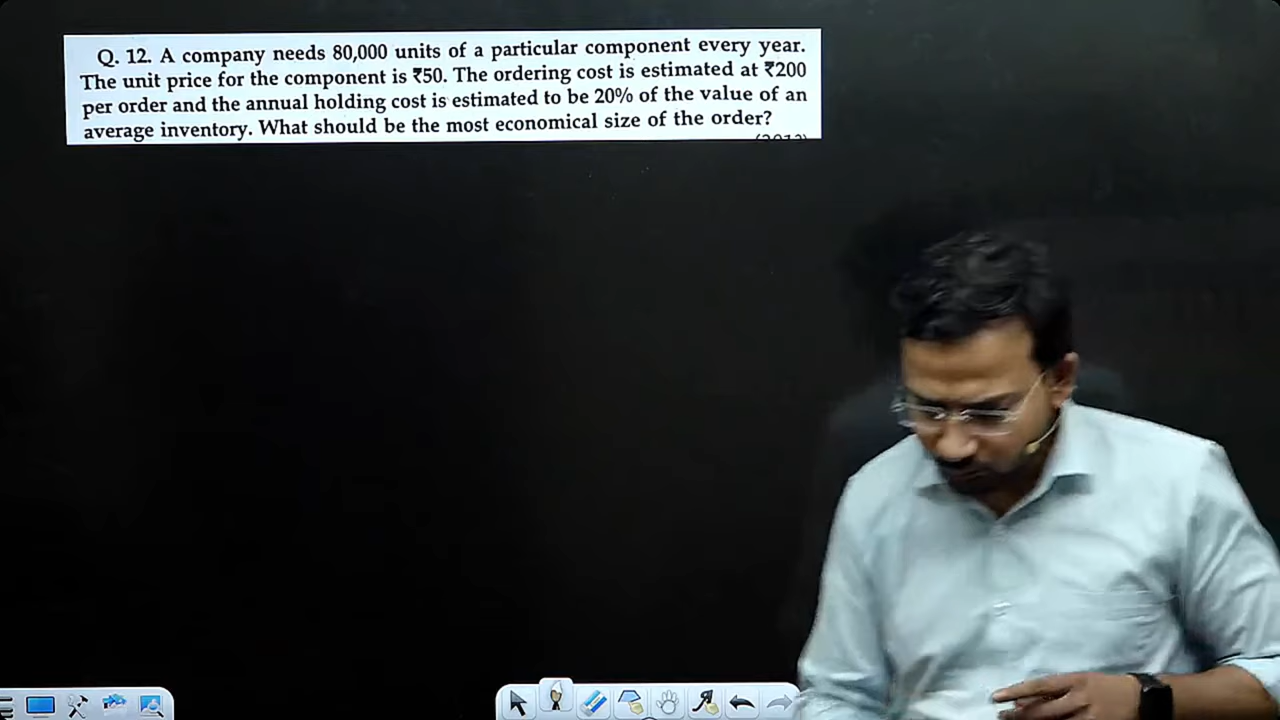 Q. 12. A company needs 80,000 units of a particular component every year.
The unit price for the component is ₹50. The ordering cost is estimated at ₹200
per order and the annual holding cost is estimated to be 20% of the value of an
average inventory. What should be the most economical size of the order?